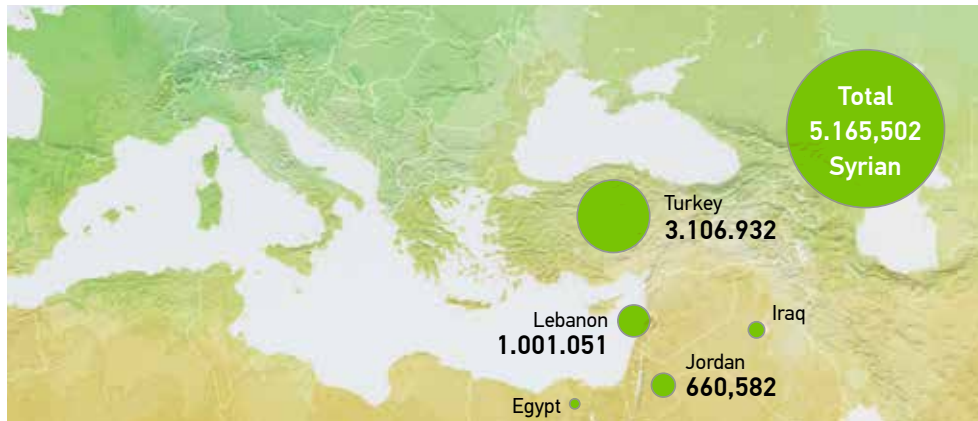 Total
5.165,502
Syrian
Turkey
3.106.932
Lebanon
1.001.051
Iraq
Jordan
660,582
Egypt